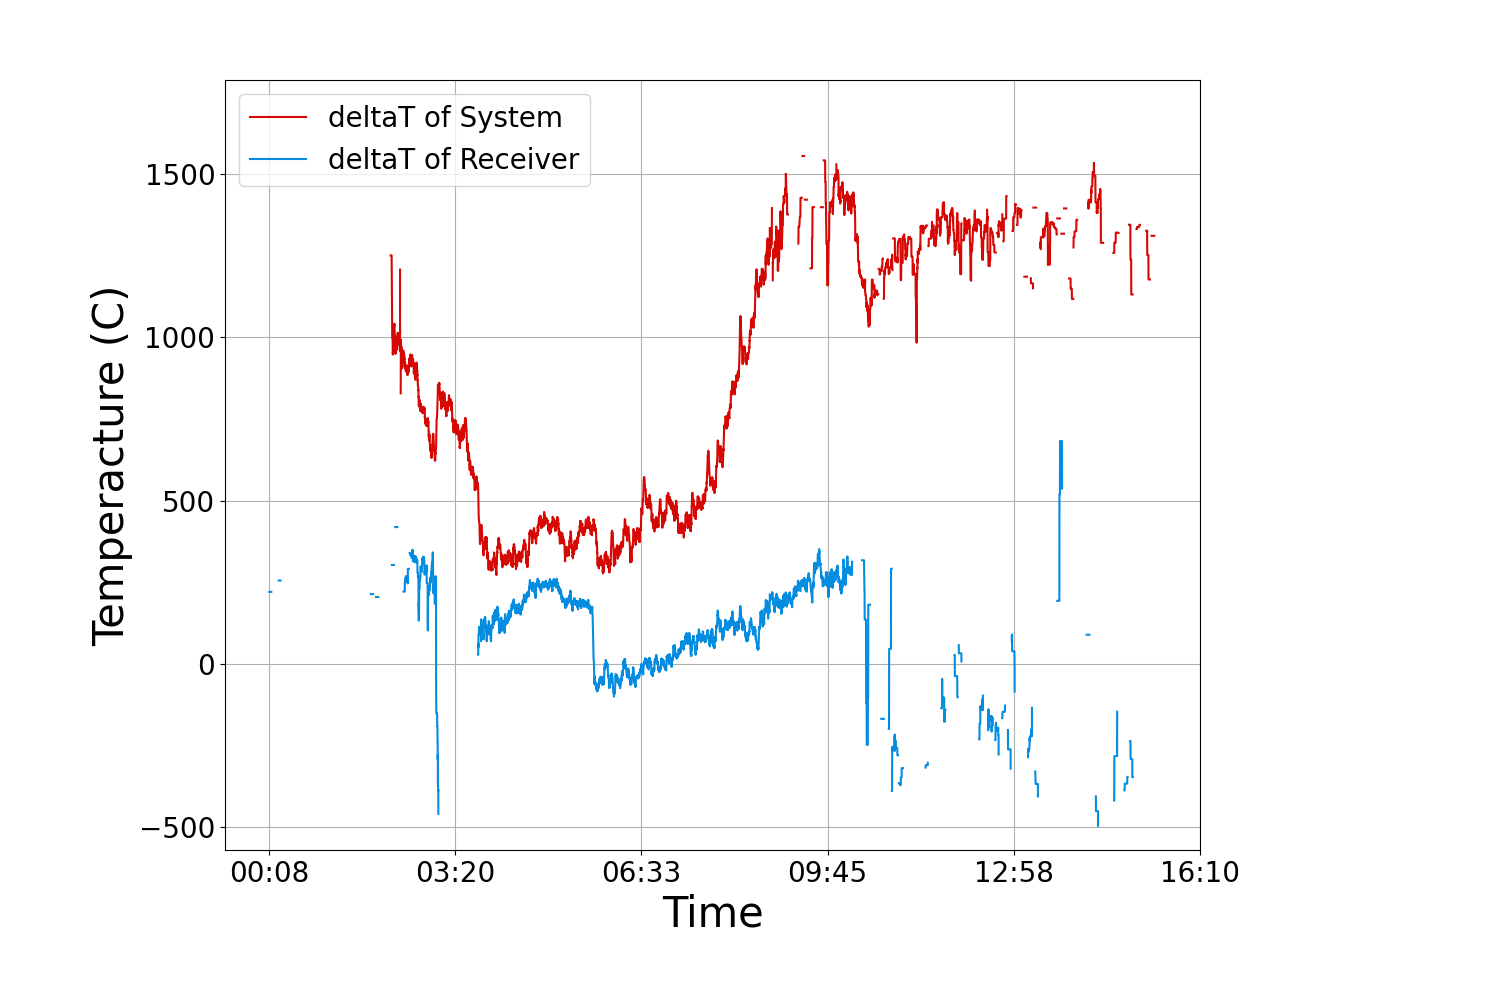 deltaT of System
deltaT of Receiver
Temperacture (C)
1500
1000
500
0
−500
00:08 03:20 06:33 09:45 12:58 16:10
Time